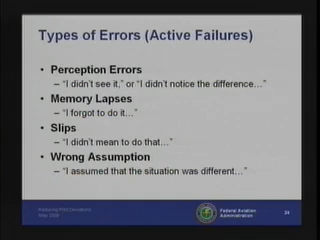 Types of Errors (Active Failures)
• Perception Errors
– "I didn't see it," or "I didn't notice the difference…"
• Memory Lapses
– "I forgot to do it…"
• Slips
– "I didn't mean to do that…"
• Wrong Assumption
– "I assumed that the situation was different…"
Federal Aviation
Administration